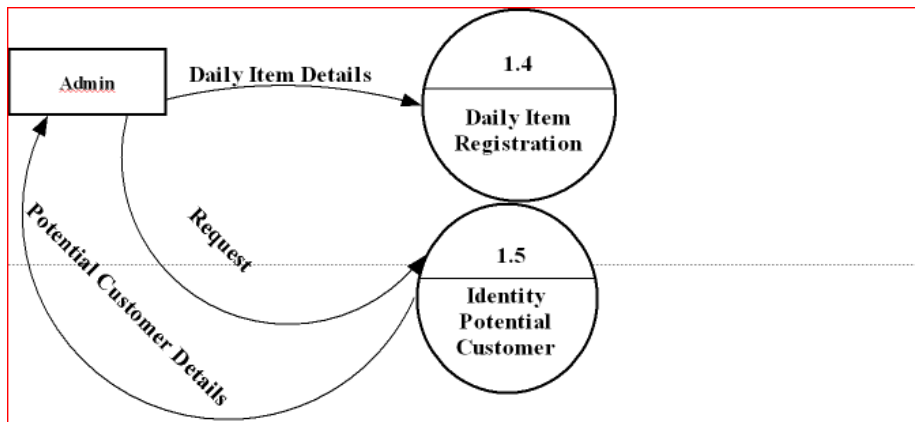 Admin
Daily Item Details
1.4
Daily Item
Registration
Request
Potential Customer Details
1.5
Identity
Potential
Customer